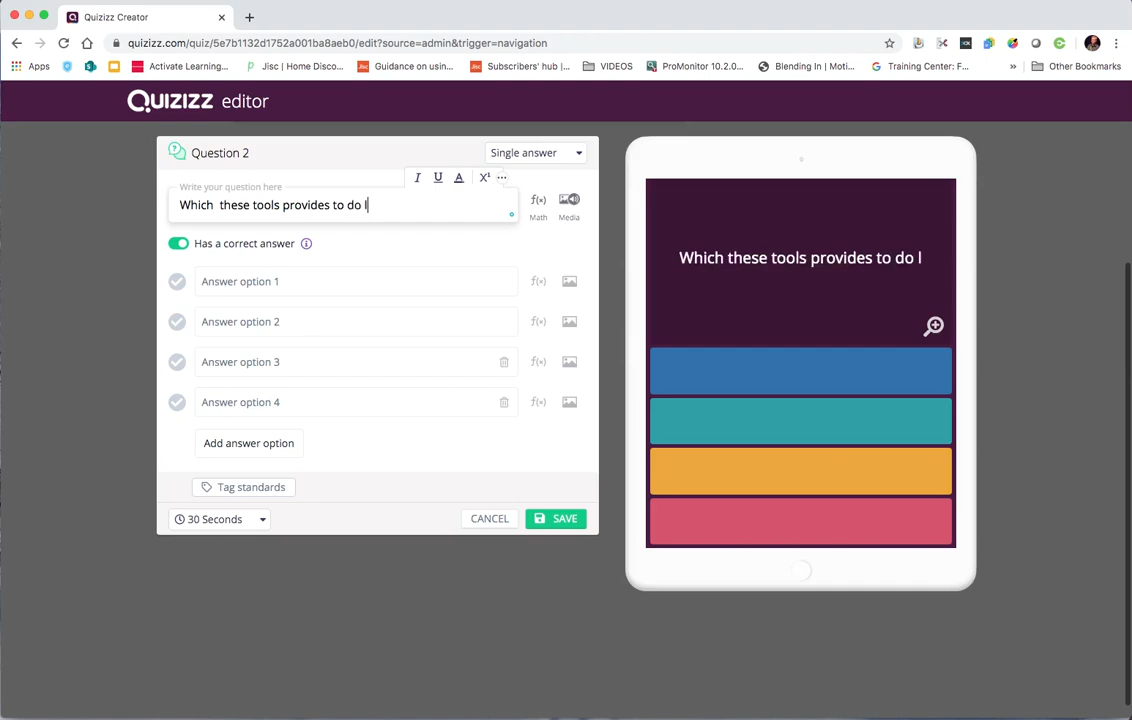 Quizizz Creator
quizizz.com/quiz/5e7b1132d1752a001ba8aeb0/edit?source=admin&trigger=navigation
Apps
Activate Learning...
Jisc | Home Disco...
Guidance on usin...
Subscribers' hub |...
VIDEOS
ProMonitor 10.2.0...
Blending In | Moti...
Training Center: F...
» Other Bookmarks
QUIZIZZ editor
Question 2
Single answer
I U A X¹ ...
Write your question here
Which  these tools provides to do l
f(x)
Math
Media
Has a correct answer
Answer option 1 f(x)
Answer option 2 f(x)
Answer option 3 f(x)
Answer option 4 f(x)
Add answer option
Tag standards
30 Seconds
CANCEL
SAVE
Which these tools provides to do l